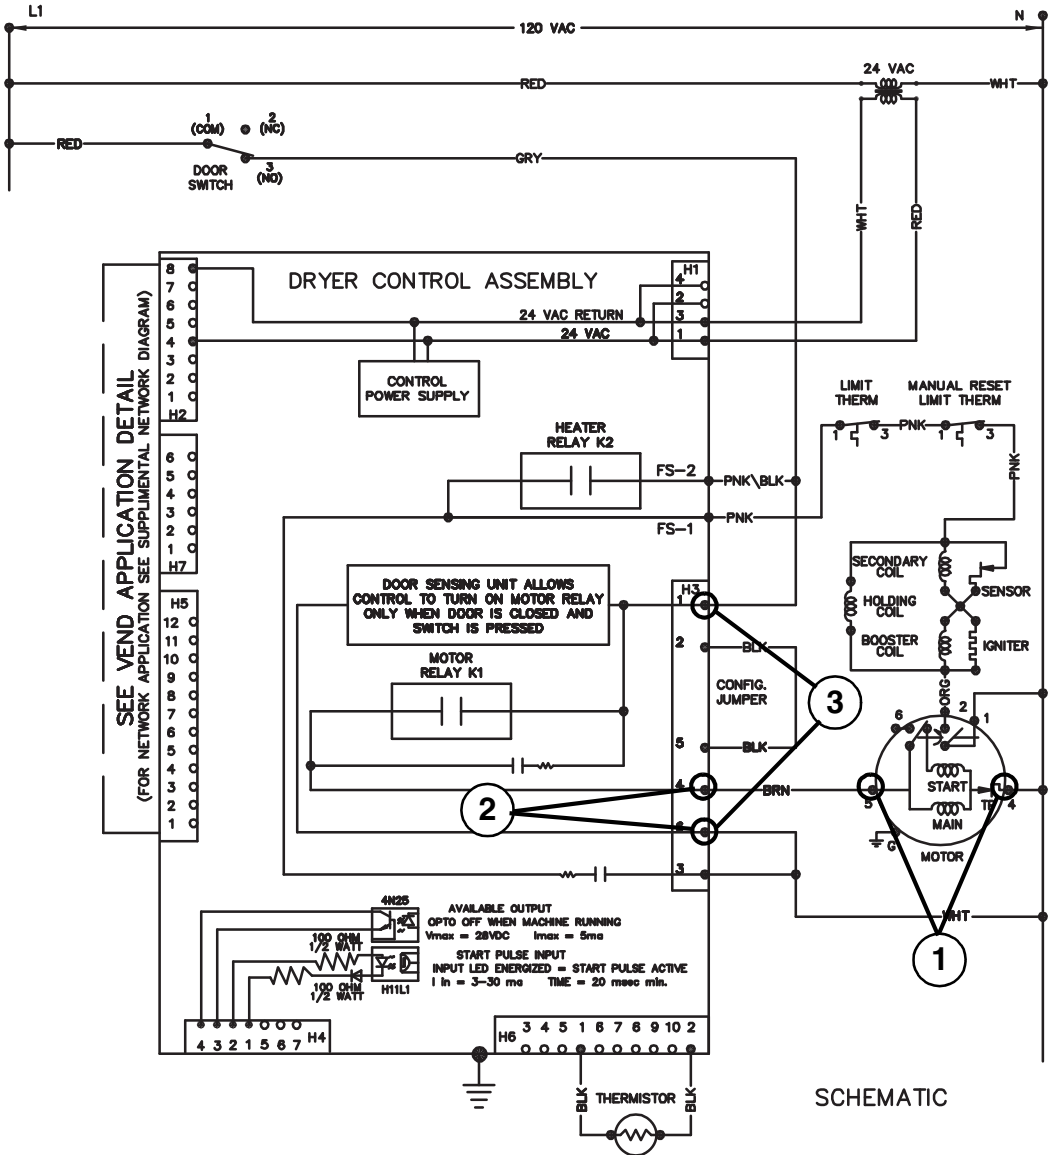 L1
N
120 VAC
24 VAC
RED
WHT
1
(COM)
2
(NC)
RED
GRY
DOOR
SWITCH
3
(NO)
WHT
RED
DRYER CONTROL ASSEMBLY
H1
4
2
3
1
24 VAC RETURN
24 VAC
CONTROL
POWER SUPPLY
8
7
6
5
4
3
2
1
H2
SEE VEND APPLICATION DETAIL
(FOR NETWORK APPLICATION SEE SUPPLIMENTAL NETWORK DIAGRAM)
6
5
4
3
2
1
H7
H5
12
11
10
9
8
7
6
5
4
3
2
1
LIMIT
THERM
MANUAL RESET
LIMIT THERM
1
3
PNK
1
3
PNK
HEATER
RELAY K2
FS-2
PNK\BLK
PNK
FS-1
DOOR SENSING UNIT ALLOWS
CONTROL TO TURN ON MOTOR RELAY
ONLY WHEN DOOR IS CLOSED AND
SWITCH IS PRESSED
H3
1
2
BLK
CONFIG.
JUMPER
5
BLK
4
BRN
6
3
MOTOR
RELAY K1
SECONDARY
COIL
SENSOR
HOLDING
COIL
BOOSTER
COIL
IGNITER
ORG
2
1
6
START
5
TP
4
MAIN
G
MOTOR
WHT
3
2
1
4N25
AVAILABLE OUTPUT
OPTO OFF WHEN MACHINE RUNNING
Vmax = 28VDC Imax = 5ma
100 OHM
1/2 WATT
START PULSE INPUT
INPUT LED ENERGIZED = START PULSE ACTIVE
I in = 3-30 ma TIME = 20 msec min.
H11L1
100 OHM
1/2 WATT
4 3 2 1 5 6 7
H4
H6
3 4 5 1 6 7 8 9 10 2
BLK
THERMISTOR
BLK
SCHEMATIC